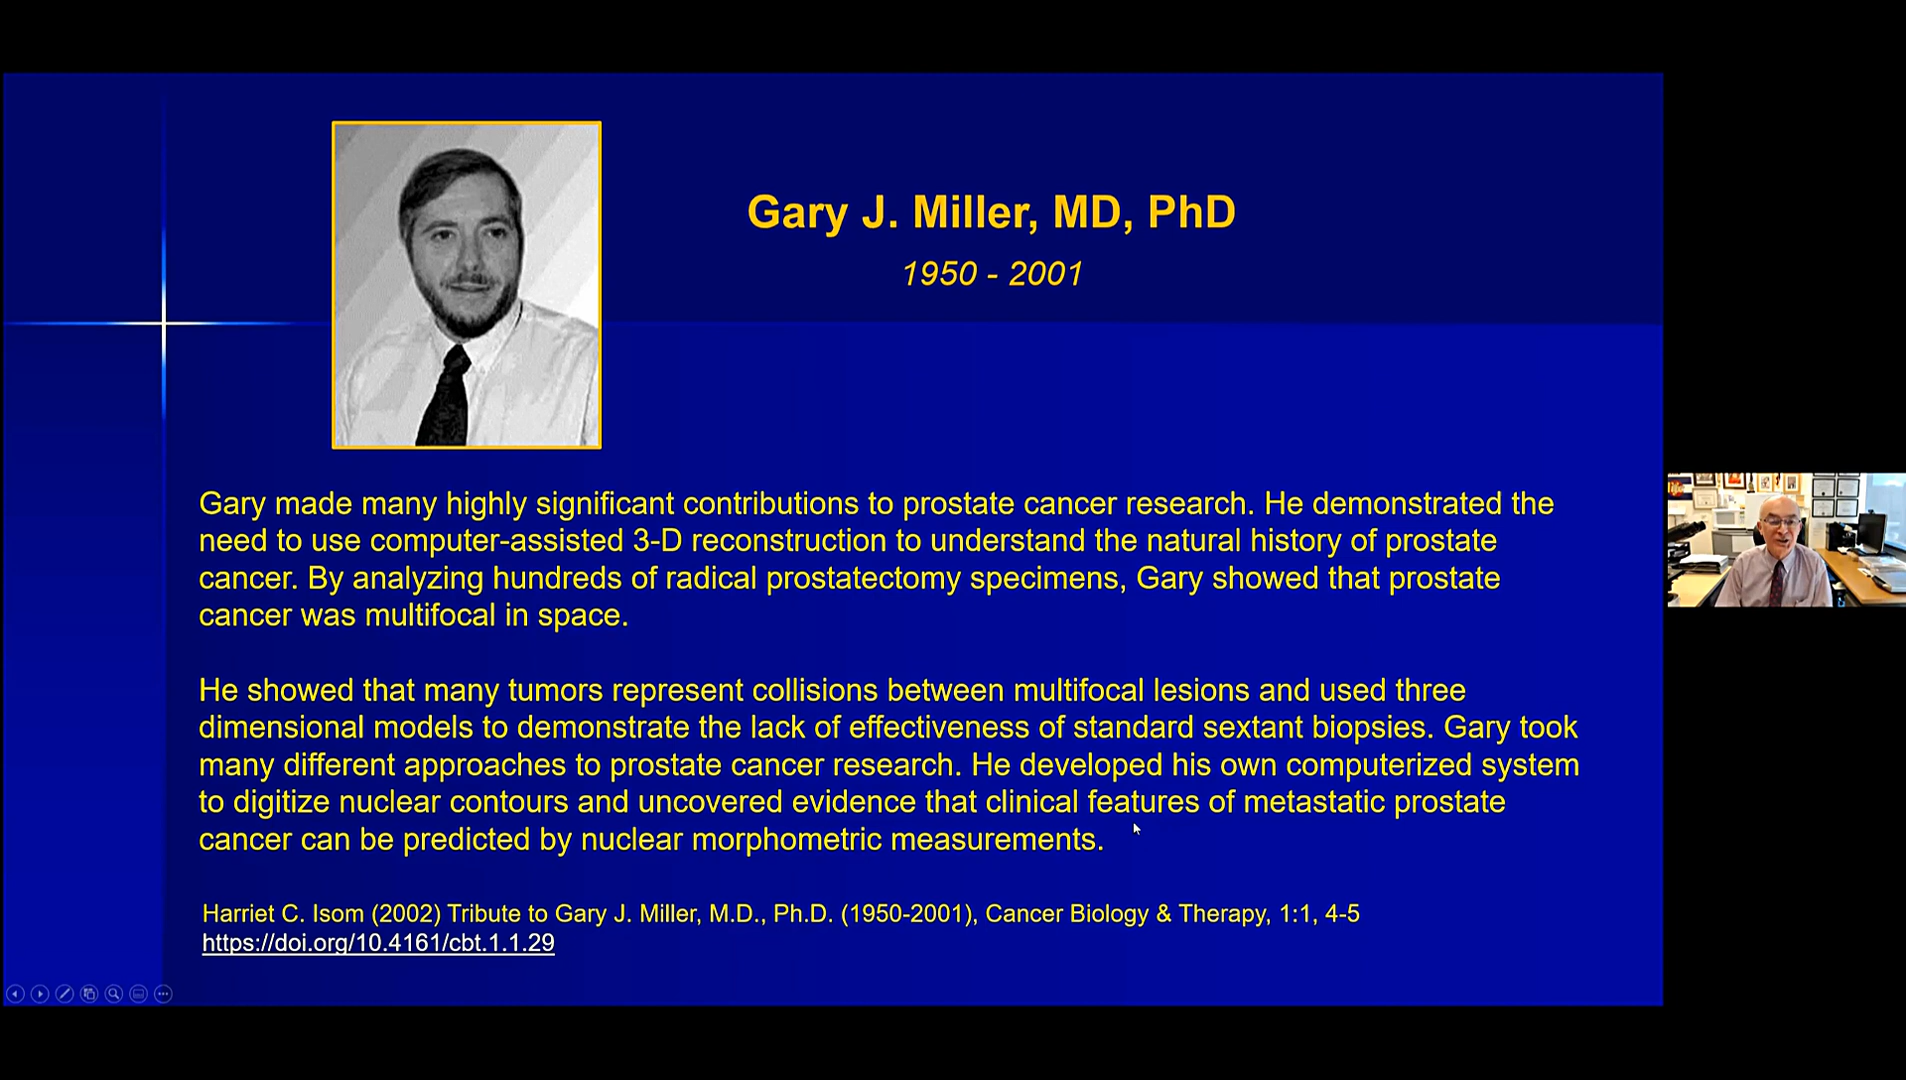 Gary J. Miller, MD, PhD
1950 - 2001
Gary made many highly significant contributions to prostate cancer research. He demonstrated the
need to use computer-assisted 3-D reconstruction to understand the natural history of prostate
cancer. By analyzing hundreds of radical prostatectomy specimens, Gary showed that prostate
cancer was multifocal in space.
He showed that many tumors represent collisions between multifocal lesions and used three
dimensional models to demonstrate the lack of effectiveness of standard sextant biopsies. Gary took
many different approaches to prostate cancer research. He developed his own computerized system
to digitize nuclear contours and uncovered evidence that clinical features of metastatic prostate
cancer can be predicted by nuclear morphometric measurements.
Harriet C. Isom (2002) Tribute to Gary J. Miller, M.D., Ph.D. (1950-2001), Cancer Biology & Therapy, 1:1, 4-5
https://doi.org/10.4161/cbt.1.1.29